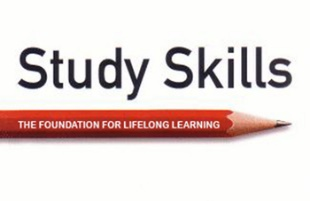 Study Skills
THE FOUNDATION FOR LIFELONG LEARNING